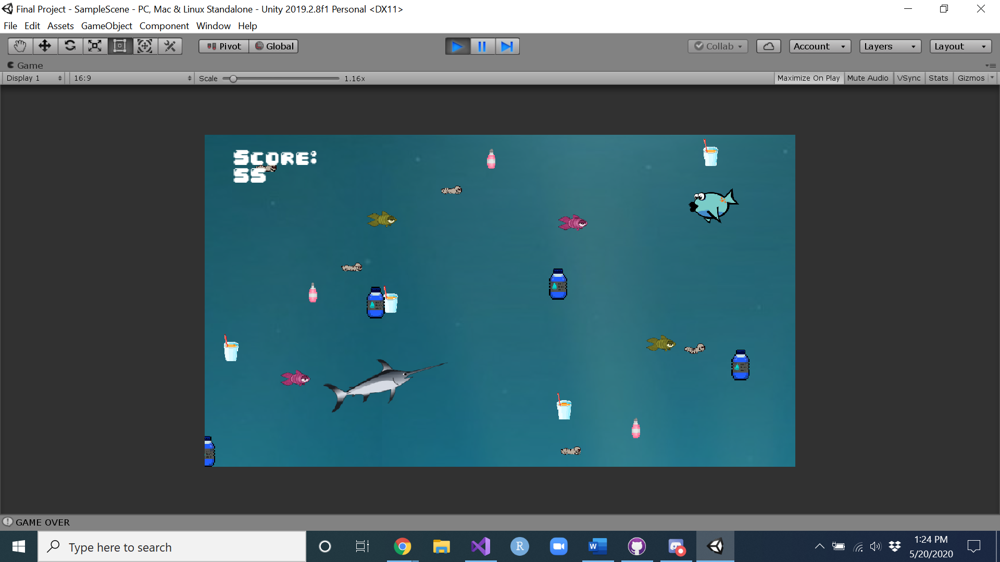 Final Project - SampleScene - PC, Mac & Linux Standalone - Unity 2019.2.8f1 Personal <DX11>
File Edit Assets GameObject Component Window Help
Pivot Global Collab Account Layers Layout
Game
Display 1 16:9 Scale 1.16x Maximize On Play Mute Audio VSync Stats Gizmos
SCORE:
55
GAME OVER
Type here to search
R
W
1:24 PM
5/20/2020